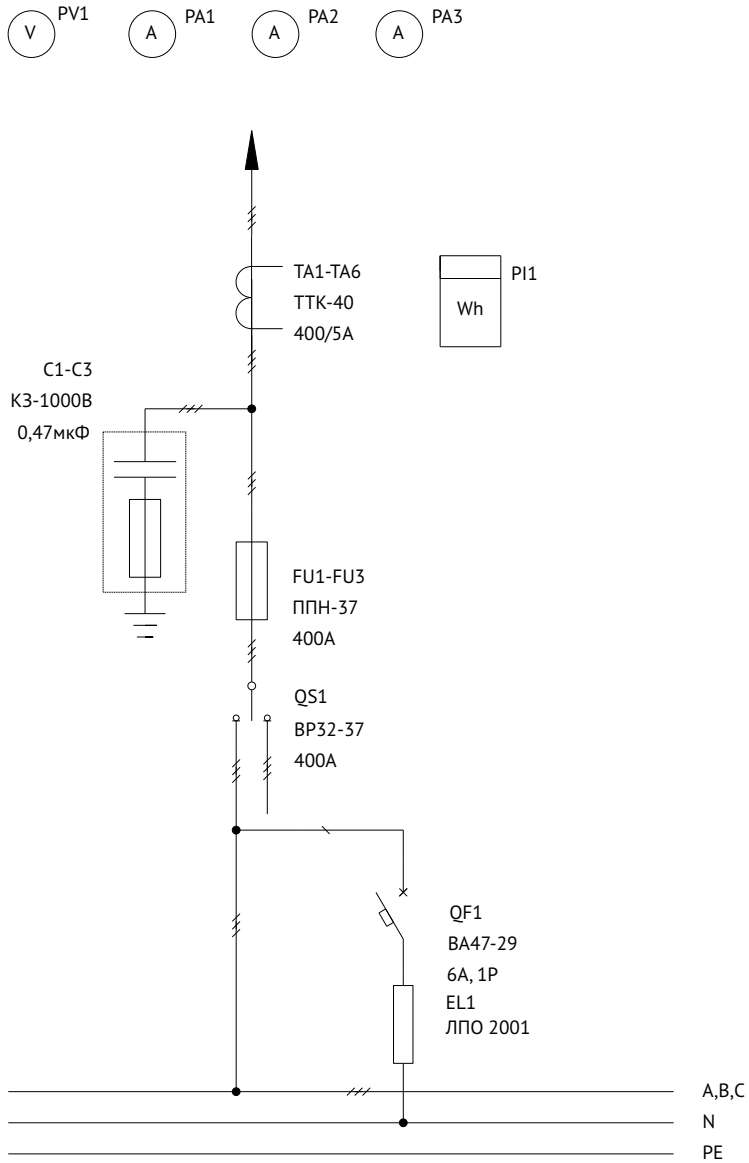 V PV1
A PA1
A PA2
A PA3
TA1-TA6
ТТК-40
400/5А
PI1
Wh
C1-C3
КЗ-1000В
0,47мкФ
FU1-FU3
ППН-37
400А
QS1
ВР32-37
400А
QF1
ВА47-29
6А, 1Р
EL1
ЛПО 2001
A,B,C
N
PE